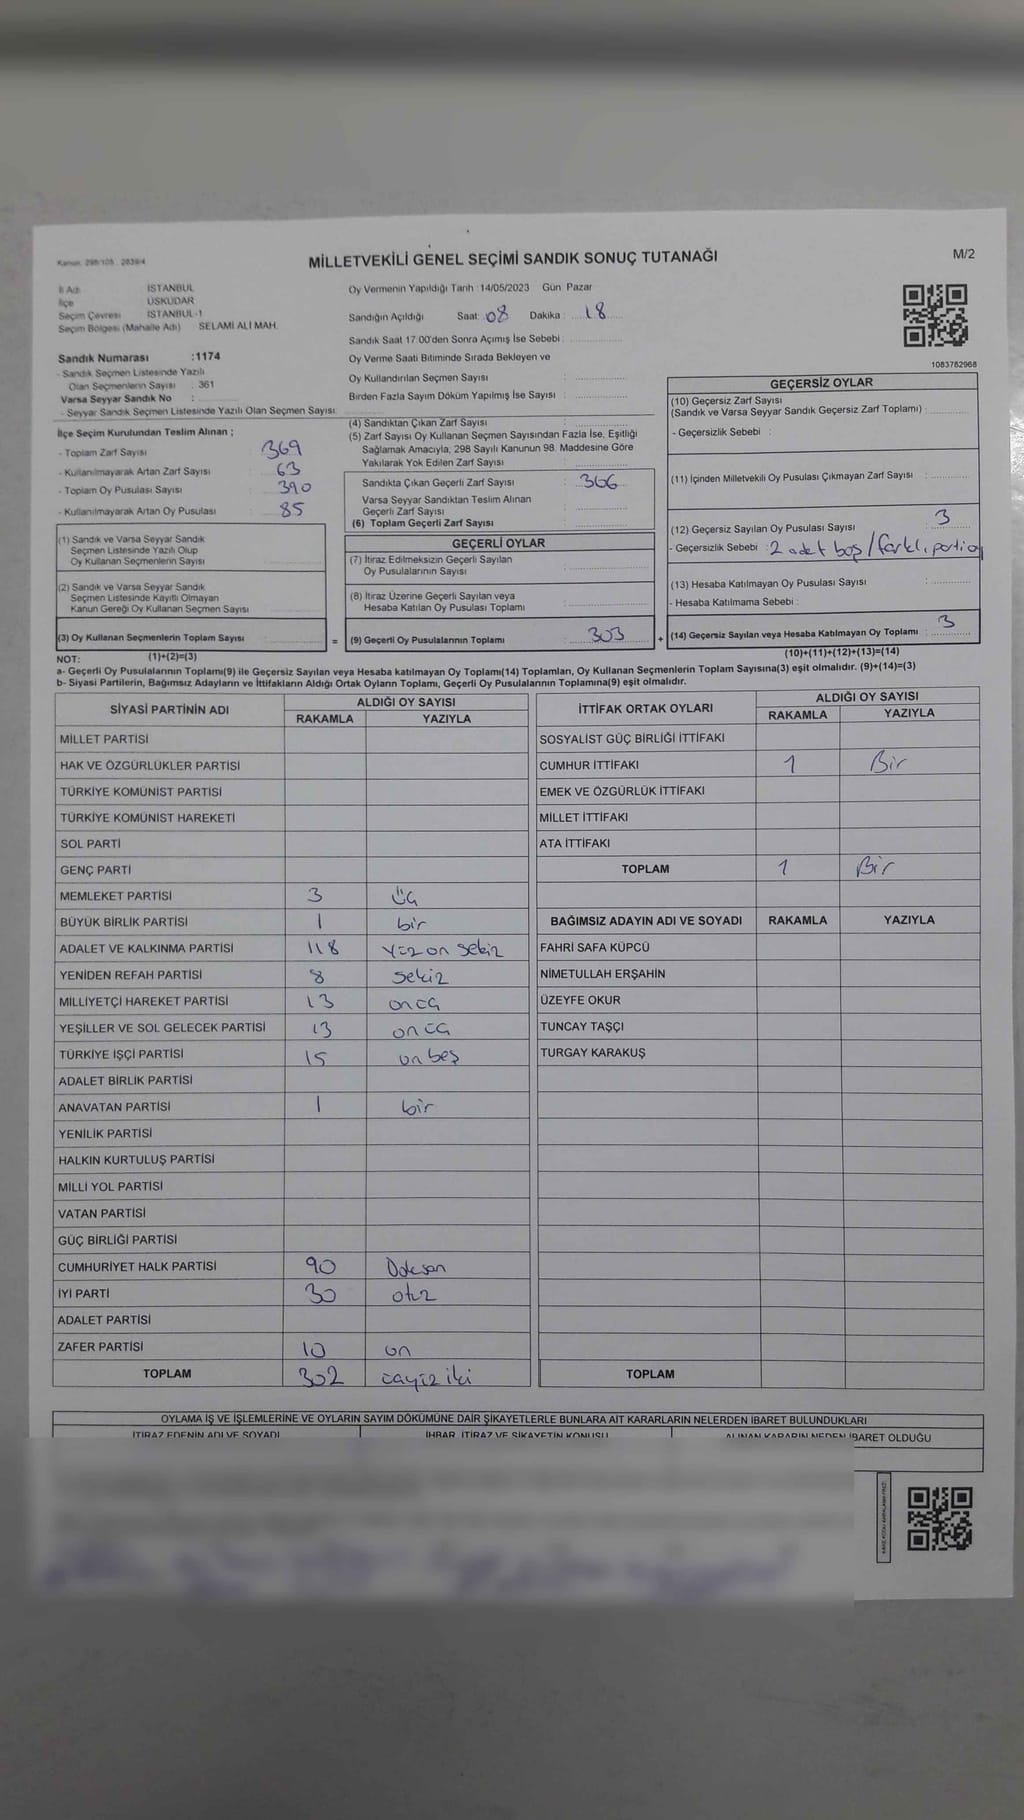 Kanun: 298/105 . 2839/4
MİLLETVEKİLİ GENEL SEÇİMİ SANDIK SONUÇ TUTANAĞI
M/2
İl Adı : İSTANBUL
İlçe : ÜSKÜDAR
Seçim Çevresi : İSTANBUL-1
Seçim Bölgesi (Mahalle Adı) : SELAMİ ALİ MAH.
Sandık Numarası :1174
- Sandık Seçmen Listesinde Yazılı
Olan Seçmenlerin Sayısı : 361
Varsa Seyyar Sandık No :
- Seyyar Sandık Seçmen Listesinde Yazılı Olan Seçmen Sayısı:
Oy Vermenin Yapıldığı Tarih :14/05/2023 Gün: Pazar
Sandığın Açıldığı Saat: 08 Dakika: 18
Sandık Saat 17:00'den Sonra Açımış İse Sebebi :
Oy Verme Saati Bitiminde Sırada Bekleyen ve
Oy Kullandırılan Seçmen Sayısı :
Birden Fazla Sayım Döküm Yapılmış İse Sayısı :
1083782968
İlçe Seçim Kurulundan Teslim Alınan ;
- Toplam Zarf Sayısı : 369
- Kullanılmayarak Artan Zarf Sayısı : 63
- Toplam Oy Pusulası Sayısı : 390
- Kullanılmayarak Artan Oy Pusulası : 85
(1) Sandık ve Varsa Seyyar Sandık
Seçmen Listesinde Yazılı Olup
Oy Kullanan Seçmenlerin Sayısı
(2) Sandık ve Varsa Seyyar Sandık
Seçmen Listesinde Kayıtlı Olmayan
Kanun Gereği Oy Kullanan Seçmen Sayısı
(3) Oy Kullanan Seçmenlerin Toplam Sayısı
(1)+(2)=(3)
=
(4) Sandıktan Çıkan Zarf Sayısı :
(5) Zarf Sayısı Oy Kullanan Seçmen Sayısından Fazla İse, Eşitliği
Sağlamak Amacıyla, 298 Sayılı Kanunun 98. Maddesine Göre
Yakılarak Yok Edilen Zarf Sayısı :
Sandıkta Çıkan Geçerli Zarf Sayısı : 366
Varsa Seyyar Sandıktan Teslim Alınan
Geçerli Zarf Sayısı :
(6) Toplam Geçerli Zarf Sayısı :
GEÇERLİ OYLAR
(7) İtiraz Edilmeksizin Geçerli Sayılan
Oy Pusulalarının Sayısı :
(8) İtiraz Üzerine Geçerli Sayılan veya
Hesaba Katılan Oy Pusulası Toplamı :
(9) Geçerli Oy Pusulalarının Toplamı : 303
+
GEÇERSİZ OYLAR
(10) Geçersiz Zarf Sayısı
(Sandık ve Varsa Seyyar Sandık Geçersiz Zarf Toplamı) :
- Geçersizlik Sebebi :
(11) İçinden Milletvekili Oy Pusulası Çıkmayan Zarf Sayısı :
(12) Geçersiz Sayılan Oy Pusulası Sayısı : 3
- Geçersizlik Sebebi : 2 adet boş / farklı
(13) Hesaba Katılmayan Oy Pusulası Sayısı :
- Hesaba Katılmama Sebebi :
(14) Geçersiz Sayılan veya Hesaba Katılmayan Oy Toplamı : 3
(10)+(11)+(12)+(13)=(14)
NOT:
a- Geçerli Oy Pusulalarının Toplamı(9) ile Geçersiz Sayılan veya Hesaba katılmayan Oy Toplamı(14) Toplamları, Oy Kullanan Seçmenlerin Toplam Sayısına(3) eşit olmalıdır. (9)+(14)=(3)
b- Siyasi Partilerin, Bağımsız Adayların ve İttifakların Aldığı Ortak Oyların Toplamı, Geçerli Oy Pusulalarının Toplamına(9) eşit olmalıdır.
SİYASİ PARTİNİN ADI
ALDIĞI OY SAYISI
RAKAMLA YAZIYLA
MİLLET PARTİSİ
HAK VE ÖZGÜRLÜKLER PARTİSİ
TÜRKİYE KOMÜNİST PARTİSİ
TÜRKİYE KOMÜNİST HAREKETİ
SOL PARTİ
GENÇ PARTİ
MEMLEKET PARTİSİ 3 üç
BÜYÜK BİRLİK PARTİSİ 1 bir
ADALET VE KALKINMA PARTİSİ 118 yüz on sekiz
YENİDEN REFAH PARTİSİ 8 sekiz
MİLLİYETÇİ HAREKET PARTİSİ 13 onüç
YEŞİLLER VE SOL GELECEK PARTİSİ 13 onüç
TÜRKİYE İŞÇİ PARTİSİ 15 on beş
ADALET BİRLİK PARTİSİ
ANAVATAN PARTİSİ 1 bir
YENİLİK PARTİSİ
HALKIN KURTULUŞ PARTİSİ
MİLLİ YOL PARTİSİ
VATAN PARTİSİ
GÜÇ BİRLİĞİ PARTİSİ
CUMHURİYET HALK PARTİSİ 90 Doksan
İYİ PARTİ 30 otuz
ADALET PARTİSİ
ZAFER PARTİSİ 10 on
TOPLAM 302 üçyüz iki
İTTİFAK ORTAK OYLARI
ALDIĞI OY SAYISI
RAKAMLA YAZIYLA
SOSYALİST GÜÇ BİRLİĞİ İTTİFAKI
CUMHUR İTTİFAKI 1 Bir
EMEK VE ÖZGÜRLÜK İTTİFAKI
MİLLET İTTİFAKI
ATA İTTİFAKI
TOPLAM 1 Bir
BAĞIMSIZ ADAYIN ADI VE SOYADI RAKAMLA YAZIYLA
FAHRİ SAFA KÜPCÜ
NİMETULLAH ERŞAHİN
ÜZEYFE OKUR
TUNCAY TAŞÇI
TURGAY KARAKUŞ
TOPLAM
OYLAMA İŞ VE İŞLEMLERİNE VE OYLARIN SAYIM DÖKÜMÜNE DAİR ŞİKAYETLERLE BUNLARA AİT KARARLARIN NELERDEN İBARET BULUNDUKLARI
İTİRAZ EDENİN ADI VE SOYADI İHBAR, İTİRAZ VE ŞİKAYETİN KONUSU ALINAN KARARIN NEDEN İBARET OLDUĞU